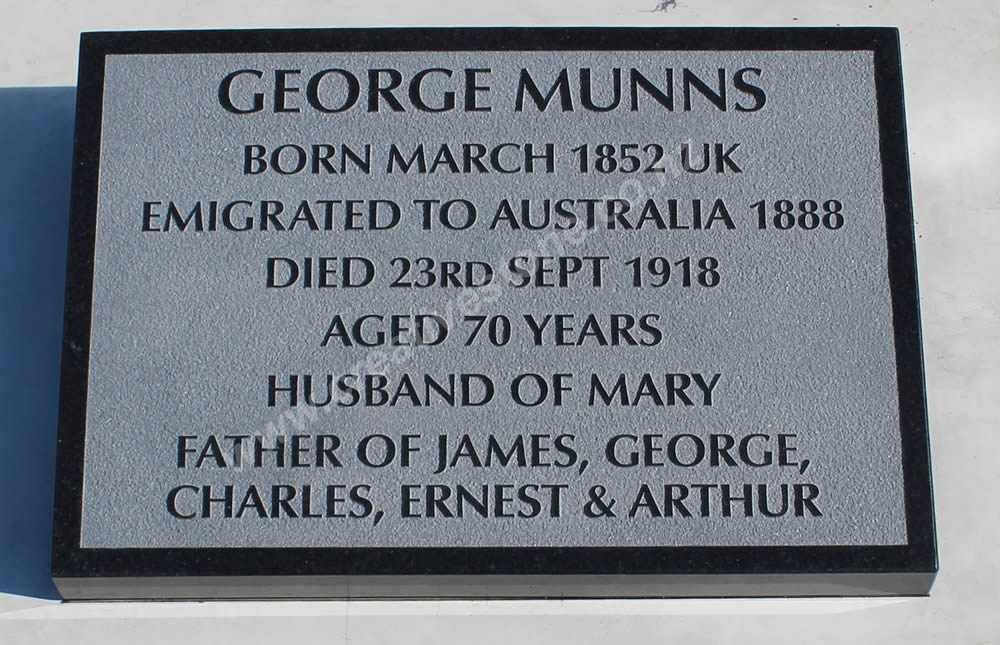 GEORGE MUNNS
BORN MARCH 1852 UK
EMIGRATED TO AUSTRALIA 1888
DIED 23RD SEPT 1918
AGED 70 YEARS
HUSBAND OF MARY
FATHER OF JAMES, GEORGE,
CHARLES, ERNEST & ARTHUR